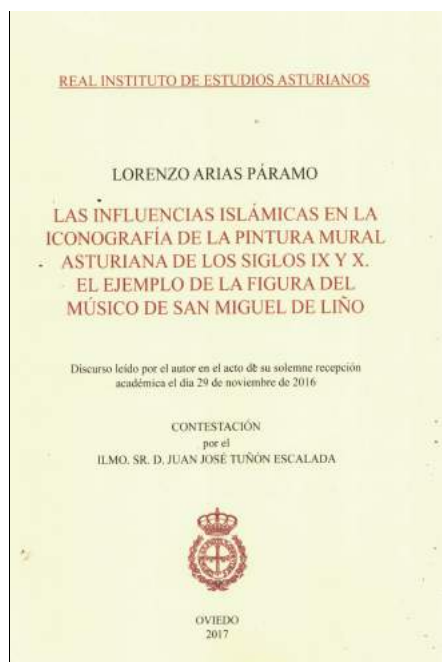 REAL INSTITUTO DE ESTUDIOS ASTURIANOS
LORENZO ARIAS PÁRAMO
LAS INFLUENCIAS ISLÁMICAS EN LA
ICONOGRAFÍA DE LA PINTURA MURAL
ASTURIANA DE LOS SIGLOS IX Y X.
EL EJEMPLO DE LA FIGURA DEL
MÚSICO DE SAN MIGUEL DE LIÑO
Discurso leído por el autor en el acto de su solemne recepción
académica el día 29 de noviembre de 2016
CONTESTACIÓN
por el
ILMO. SR. D. JUAN JOSÉ TUÑÓN ESCALADA
OVIEDO
2017